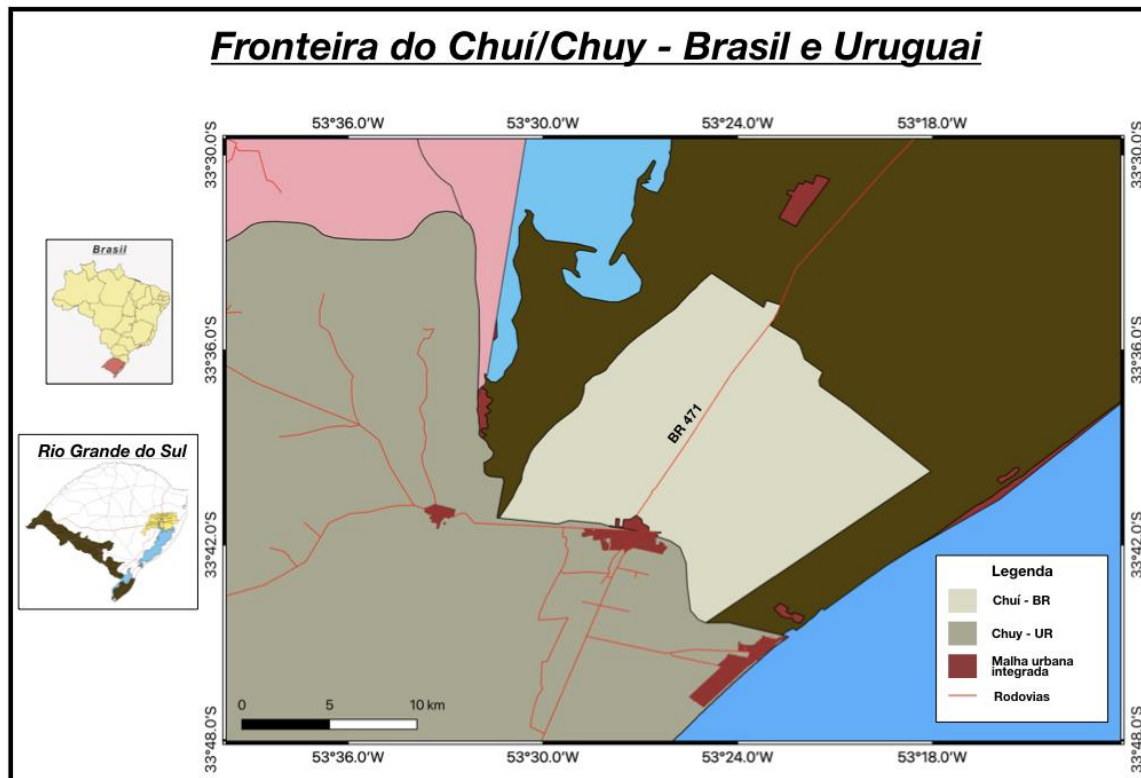 Fronteira do Chuí/Chuy - Brasil e Uruguai
53°36.0'W 53°30.0'W 53°24.0'W 53°18.0'W
33°30.0'S 33°30.0'S
Brasil
33°36.0'S 33°36.0'S
BR 471
Rio Grande do Sul
33°42.0'S 33°42.0'S
Legenda
Chuí - BR
Chuy - UR
Malha urbana
integrada
Rodovias
0 5 10 km
33°48.0'S 33°48.0'S
53°36.0'W 53°30.0'W 53°24.0'W 53°18.0'W